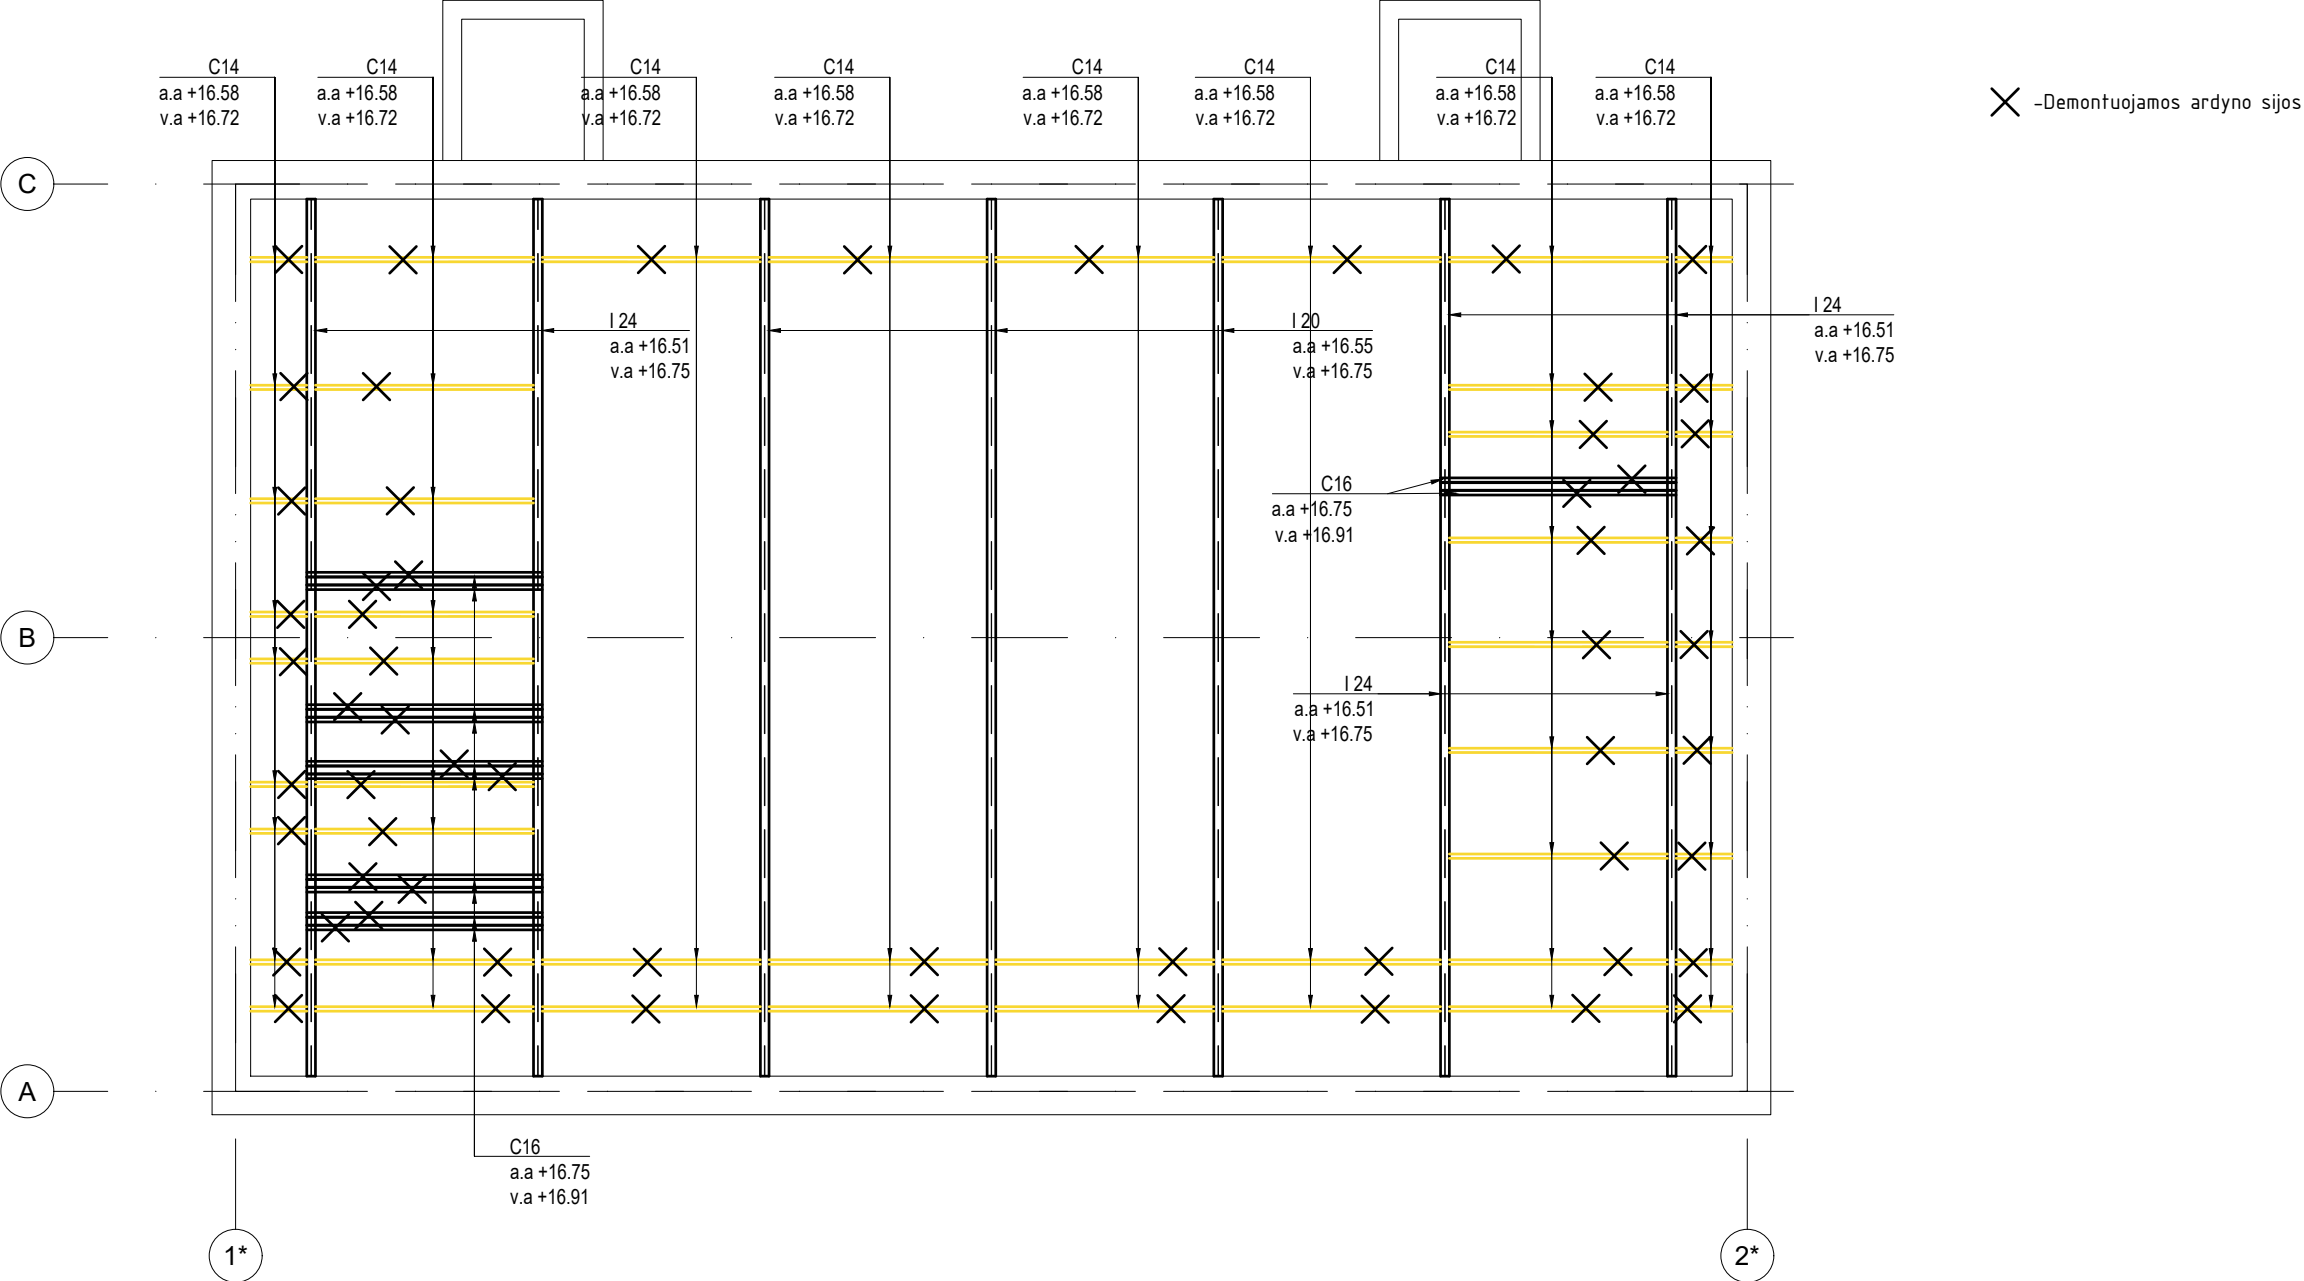 C14
a.a +16.58
v.a +16.72
C14
a.a +16.58
v.a +16.72
C14
a.a +16.58
v.a +16.72
C14
a.a +16.58
v.a +16.72
C14
a.a +16.58
v.a +16.72
C14
a.a +16.58
v.a +16.72
C14
a.a +16.58
v.a +16.72
C14
a.a +16.58
v.a +16.72
-Demontuojamos ardyno sijos
C
I 24
a.a +16.51
v.a +16.75
I 20
a.a +16.55
v.a +16.75
I 24
a.a +16.51
v.a +16.75
C16
a.a +16.75
v.a +16.91
B
I 24
a.a +16.51
v.a +16.75
A
C16
a.a +16.75
v.a +16.91
1*
2*